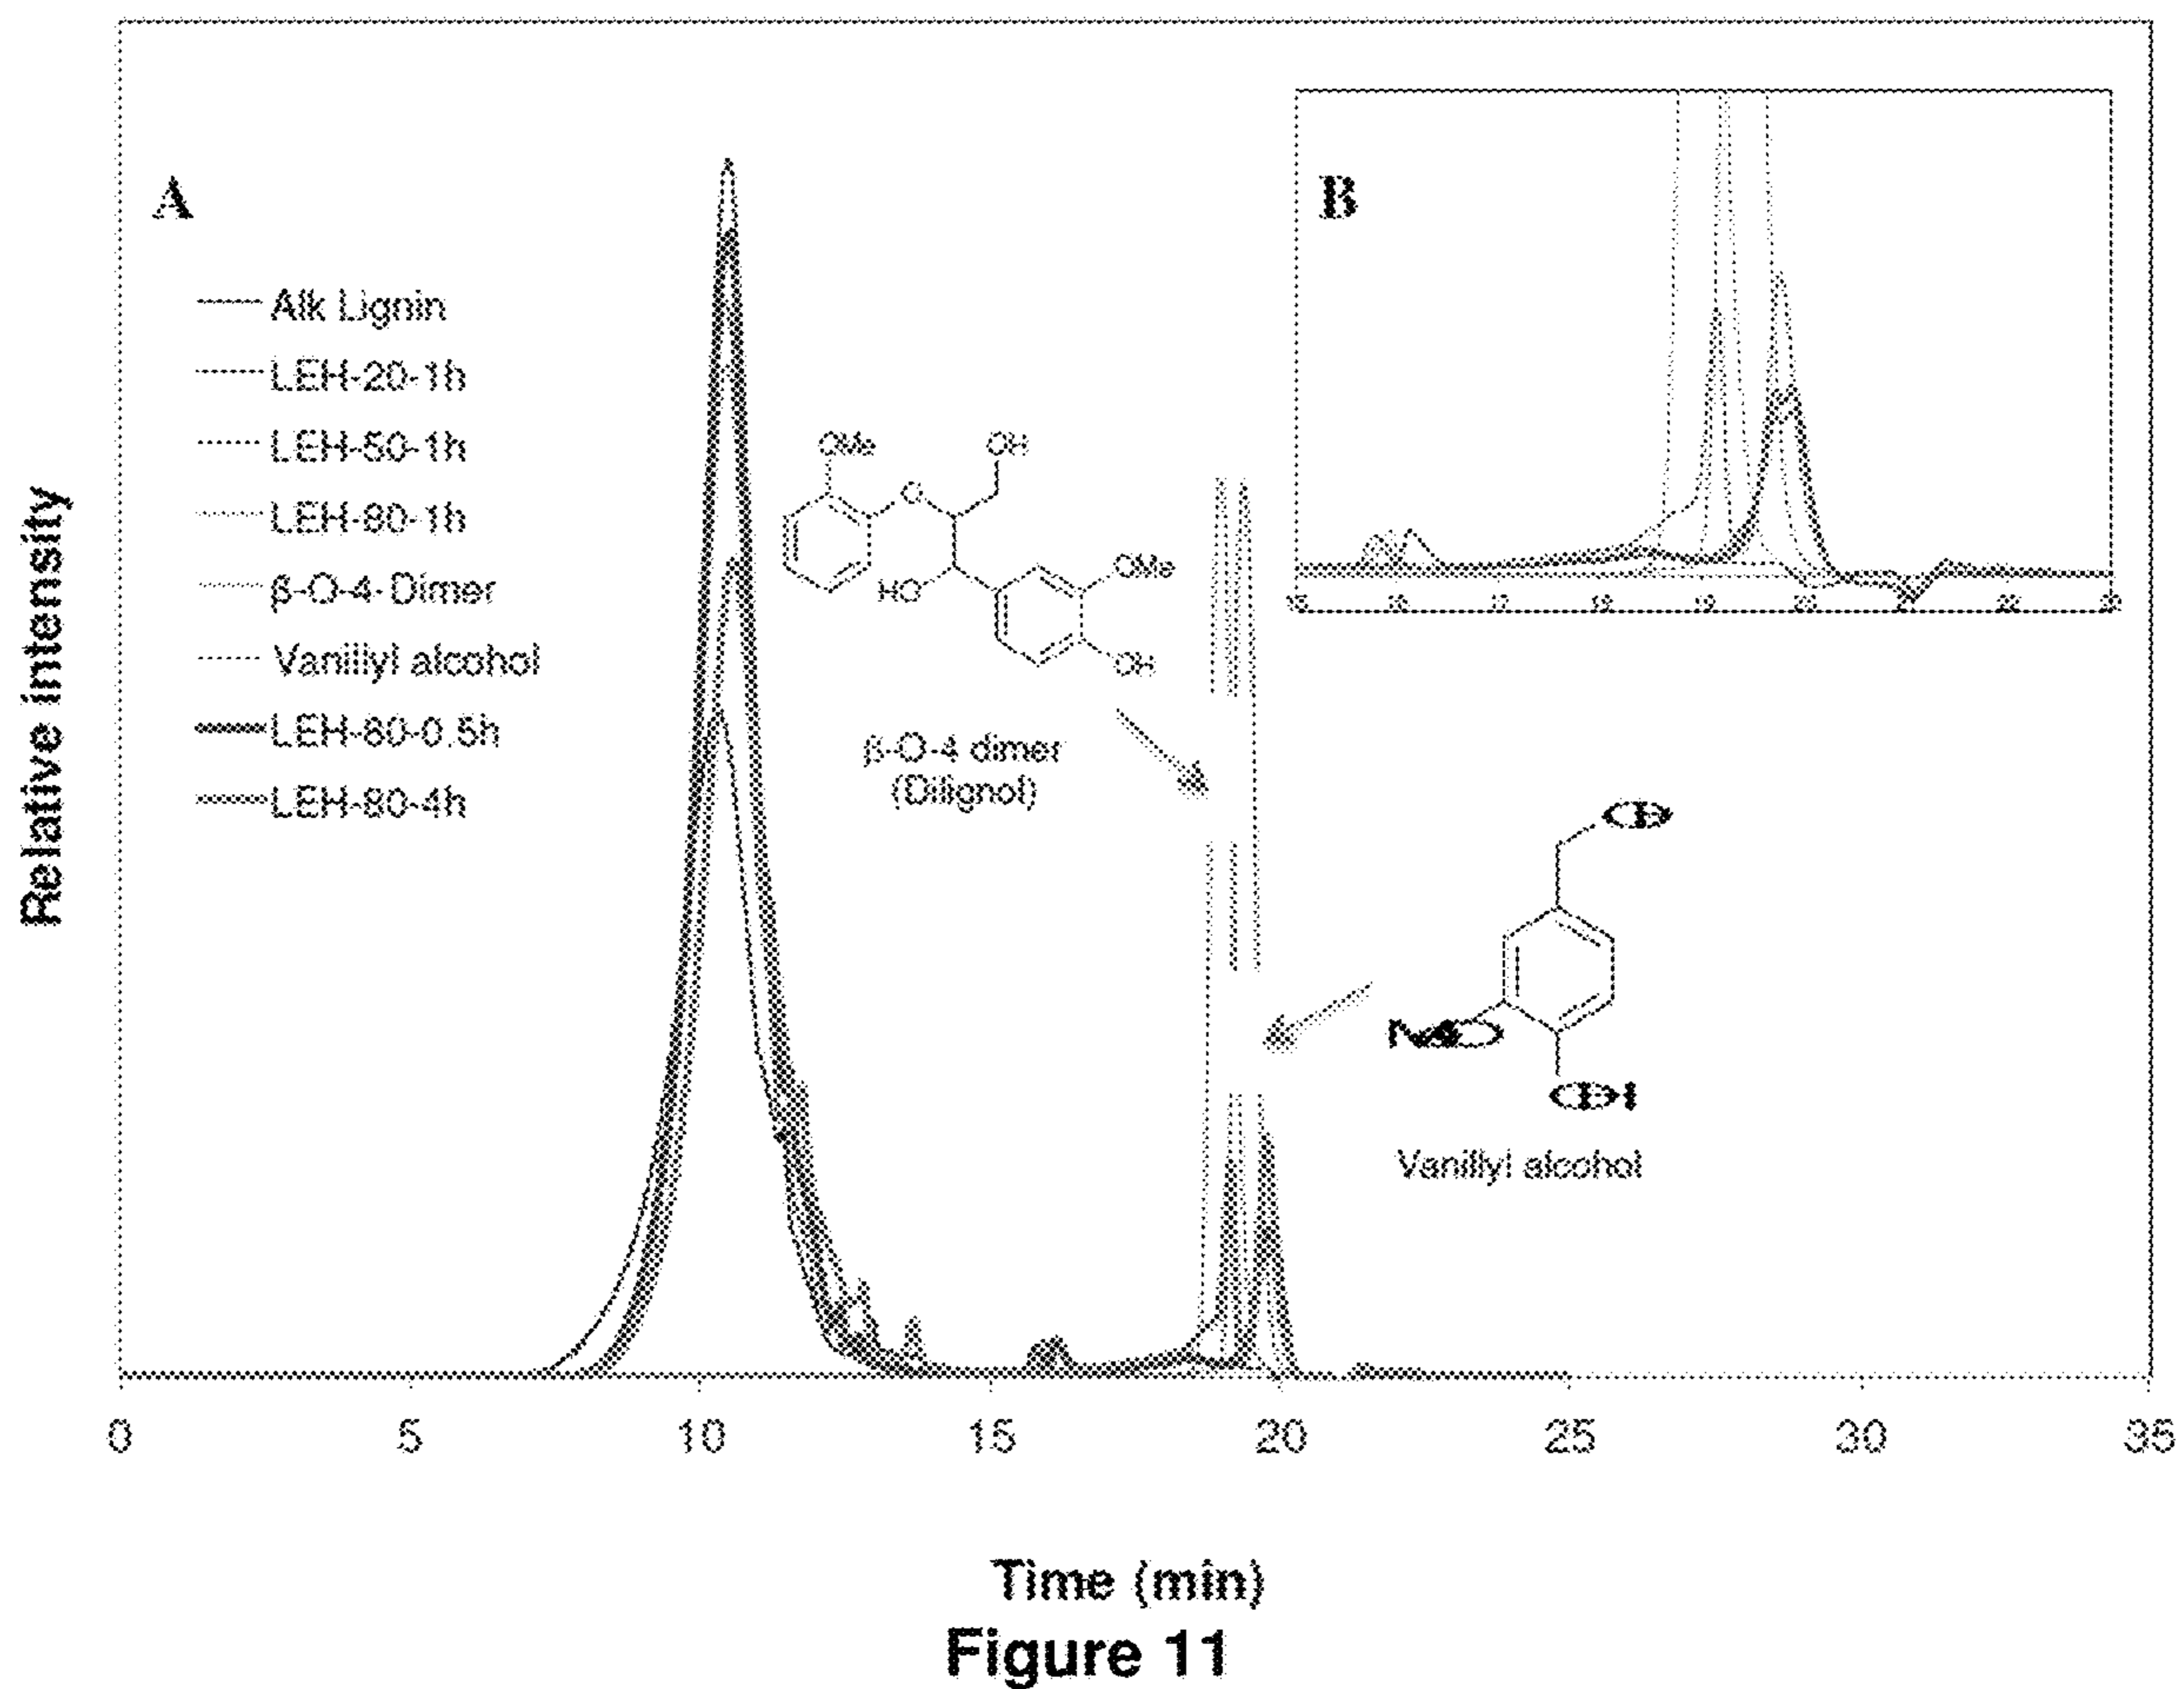 A
B
Alk Lignin
LEH-20-1h
LEH-50-1h
LEH-80-1h
β-O-4-Dimer
Vanillyl alcohol
LEH-80-0.5h
LEH-80-4h
Relative intensity
OMe
OH
O
HO
OMe
OH
β-O-4 dimer
(Dilignol)
OH
Vanillyl alcohol
0 5 10 15 20 25 30 35
Time (min)
Figure 11